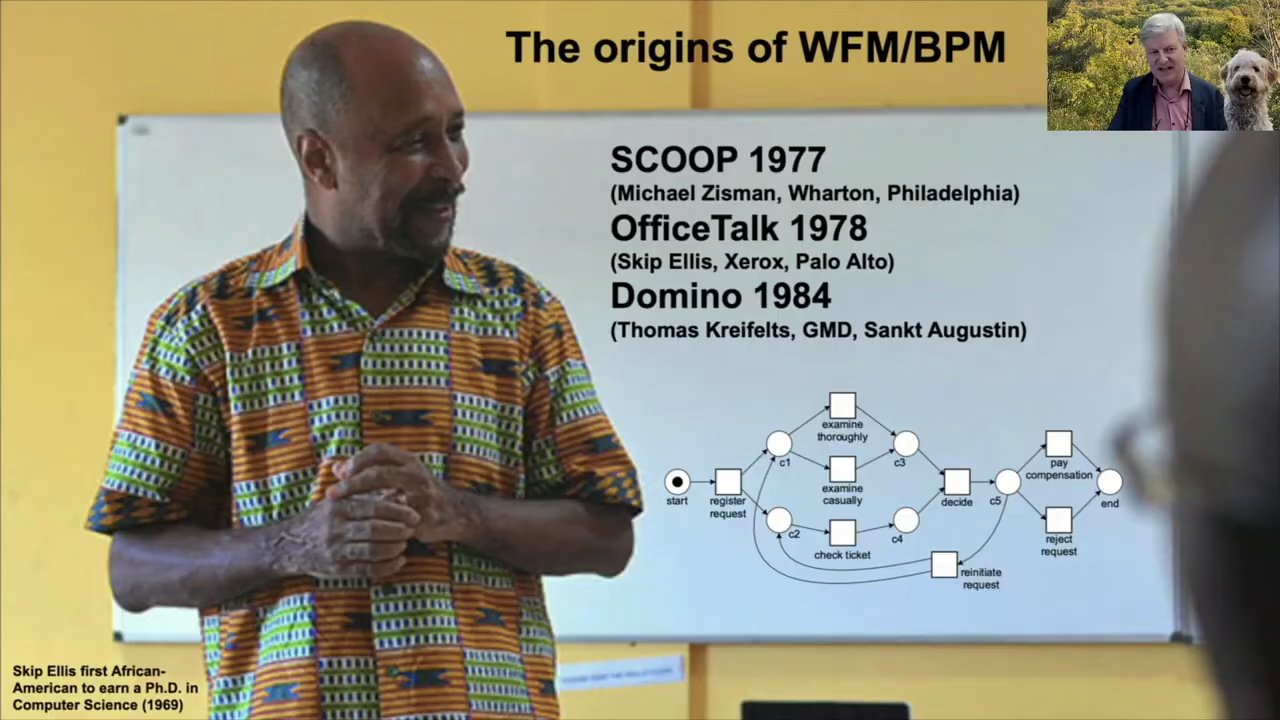 The origins of WFM/BPM
SCOOP 1977
(Michael Zisman, Wharton, Philadelphia)
OfficeTalk 1978
(Skip Ellis, Xerox, Palo Alto)
Domino 1984
(Thomas Kreifelts, GMD, Sankt Augustin)
examine
thoroughly
c1
c3
pay
compensation
start
register
request
examine
casually
decide
c5
end
c2
c4
check ticket
reject
request
reinitiate
request
Skip Ellis first African-
American to earn a Ph.D. in
Computer Science (1969)